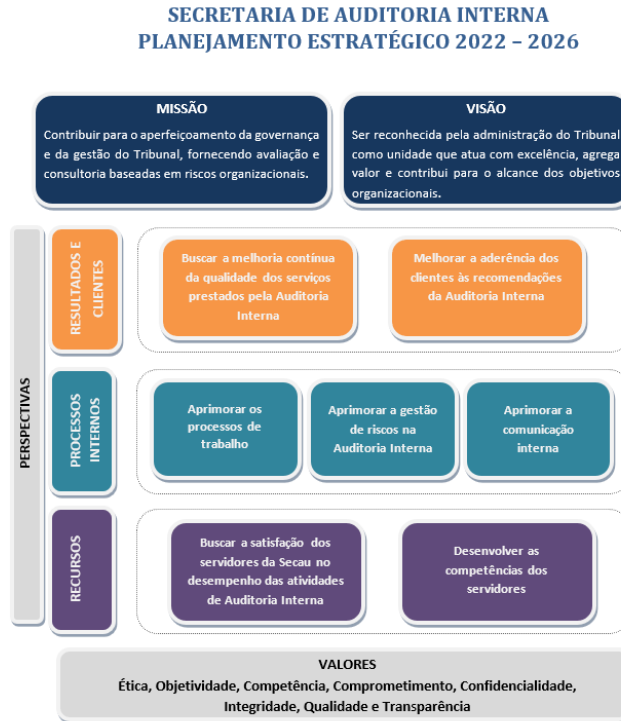 SECRETARIA DE AUDITORIA INTERNA
PLANEJAMENTO ESTRATÉGICO 2022 – 2026
MISSÃO
Contribuir para o aperfeiçoamento da governança
e da gestão do Tribunal, fornecendo avaliação e
consultoria baseadas em riscos organizacionais.
VISÃO
Ser reconhecida pela administração do Tribunal
como unidade que atua com excelência, agrega
valor e contribui para o alcance dos objetivos
organizacionais.
PERSPECTIVAS
RESULTADOS E
CLIENTES
Buscar a melhoria contínua
da qualidade dos serviços
prestados pela Auditoria
Interna
Melhorar a aderência dos
clientes às recomendações
da Auditoria Interna
PROCESSOS
INTERNOS
Aprimorar os
processos de
trabalho
Aprimorar a gestão
de riscos na
Auditoria Interna
Aprimorar a
comunicação
interna
RECURSOS
Buscar a satisfação dos
servidores da Secau no
desempenho das atividades
de Auditoria Interna
Desenvolver as
competências dos
servidores
VALORES
Ética, Objetividade, Competência, Comprometimento, Confidencialidade,
Integridade, Qualidade e Transparência